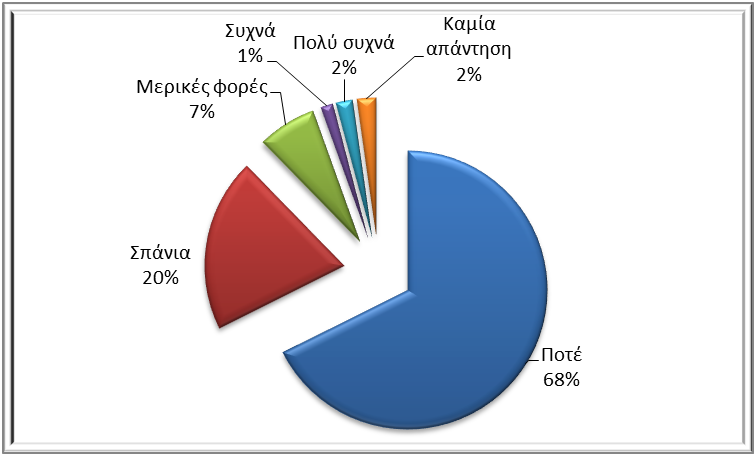 Συχνά
1%
Πολύ συχνά
2%
Καμία
απάντηση
2%
Μερικές φορές
7%
Σπάνια
20%
Ποτέ
68%